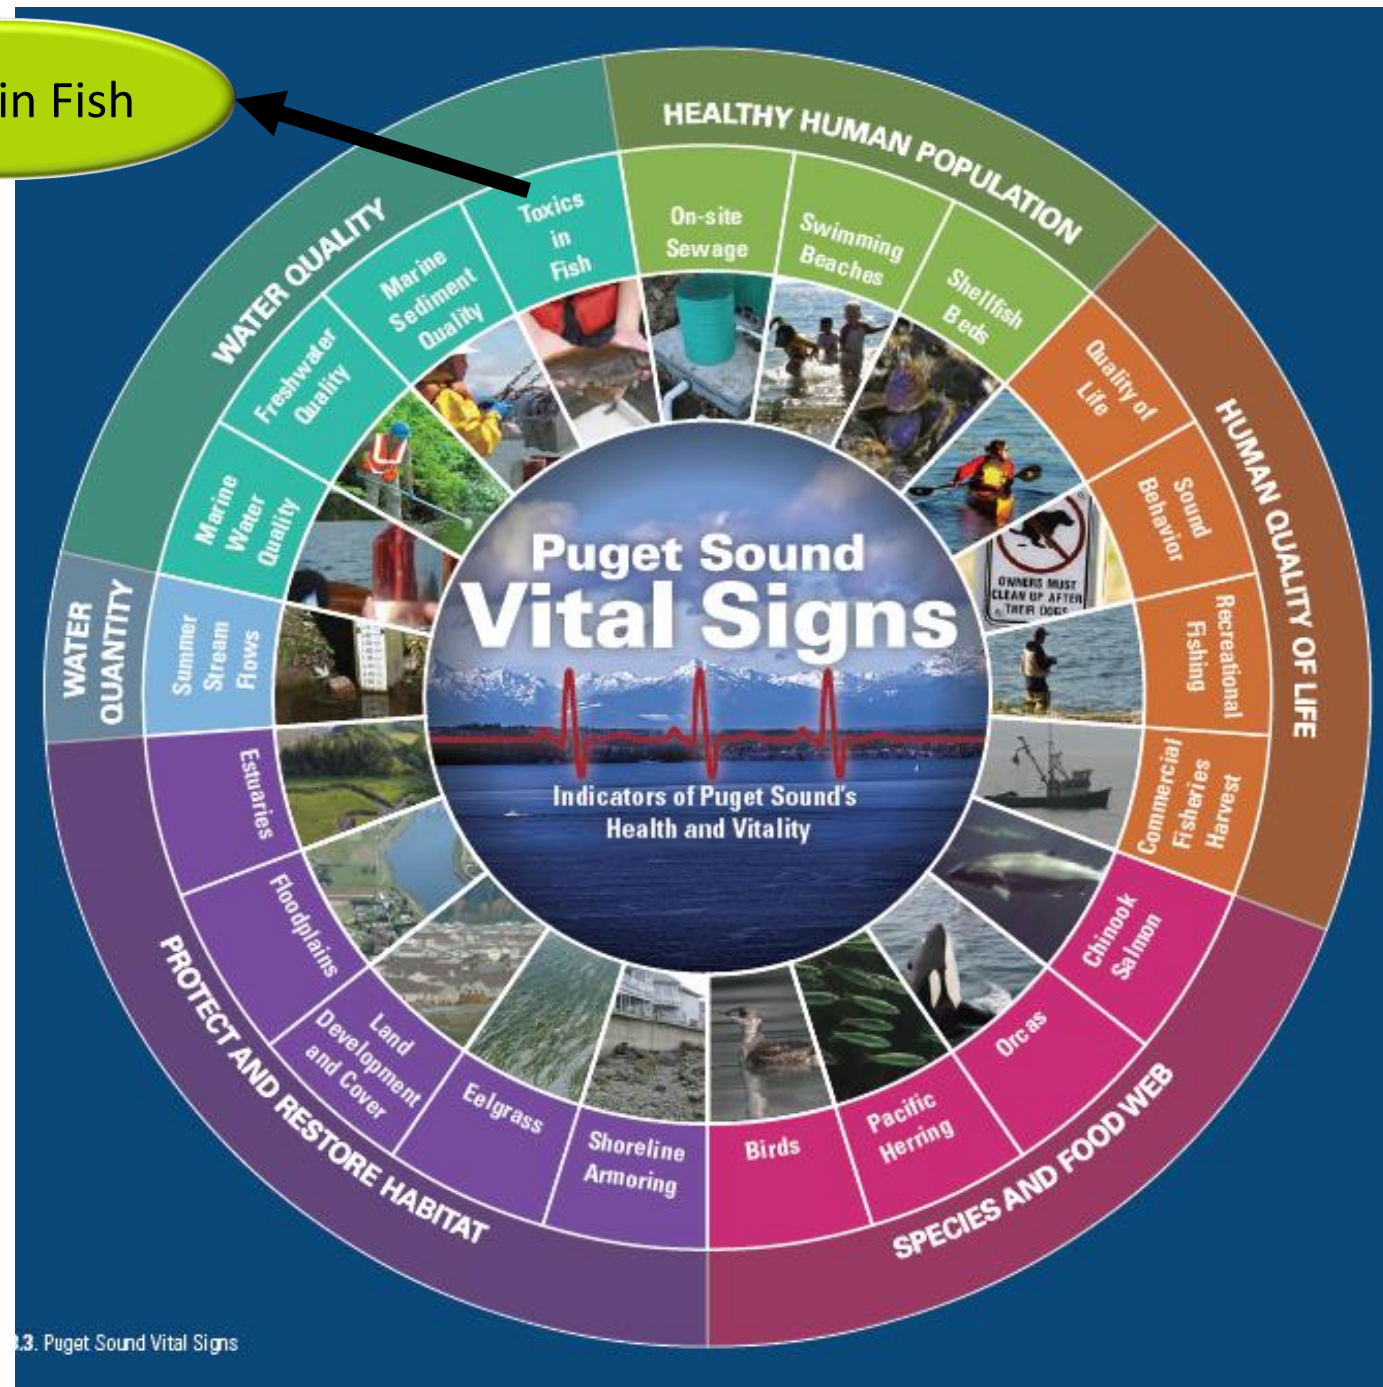 in Fish
HEALTHY HUMAN POPULATION
On-site
Sewage
Swimming
Beaches
Shellfish
Beds
HUMAN QUALITY OF LIFE
Quality of
Life
Sound
Behavior
Recreational
Fishing
Commercial
Fisheries
Harvest
SPECIES AND FOOD WEB
Chinook
Salmon
Orcas
Pacific
Herring
Birds
PROTECT AND RESTORE HABITAT
Shoreline
Armoring
Eelgrass
Land
Development
and Cover
Floodplains
Estuaries
WATER
QUANTITY
Summer
Stream
Flows
WATER QUALITY
Marine
Water
Quality
Freshwater
Quality
Marine
Sediment
Quality
Toxics
in
Fish
OWNERS MUST
CLEAN UP AFTER
THEIR DOGS
Puget Sound
Vital Signs
Indicators of Puget Sound's
Health and Vitality
.3. Puget Sound Vital Signs